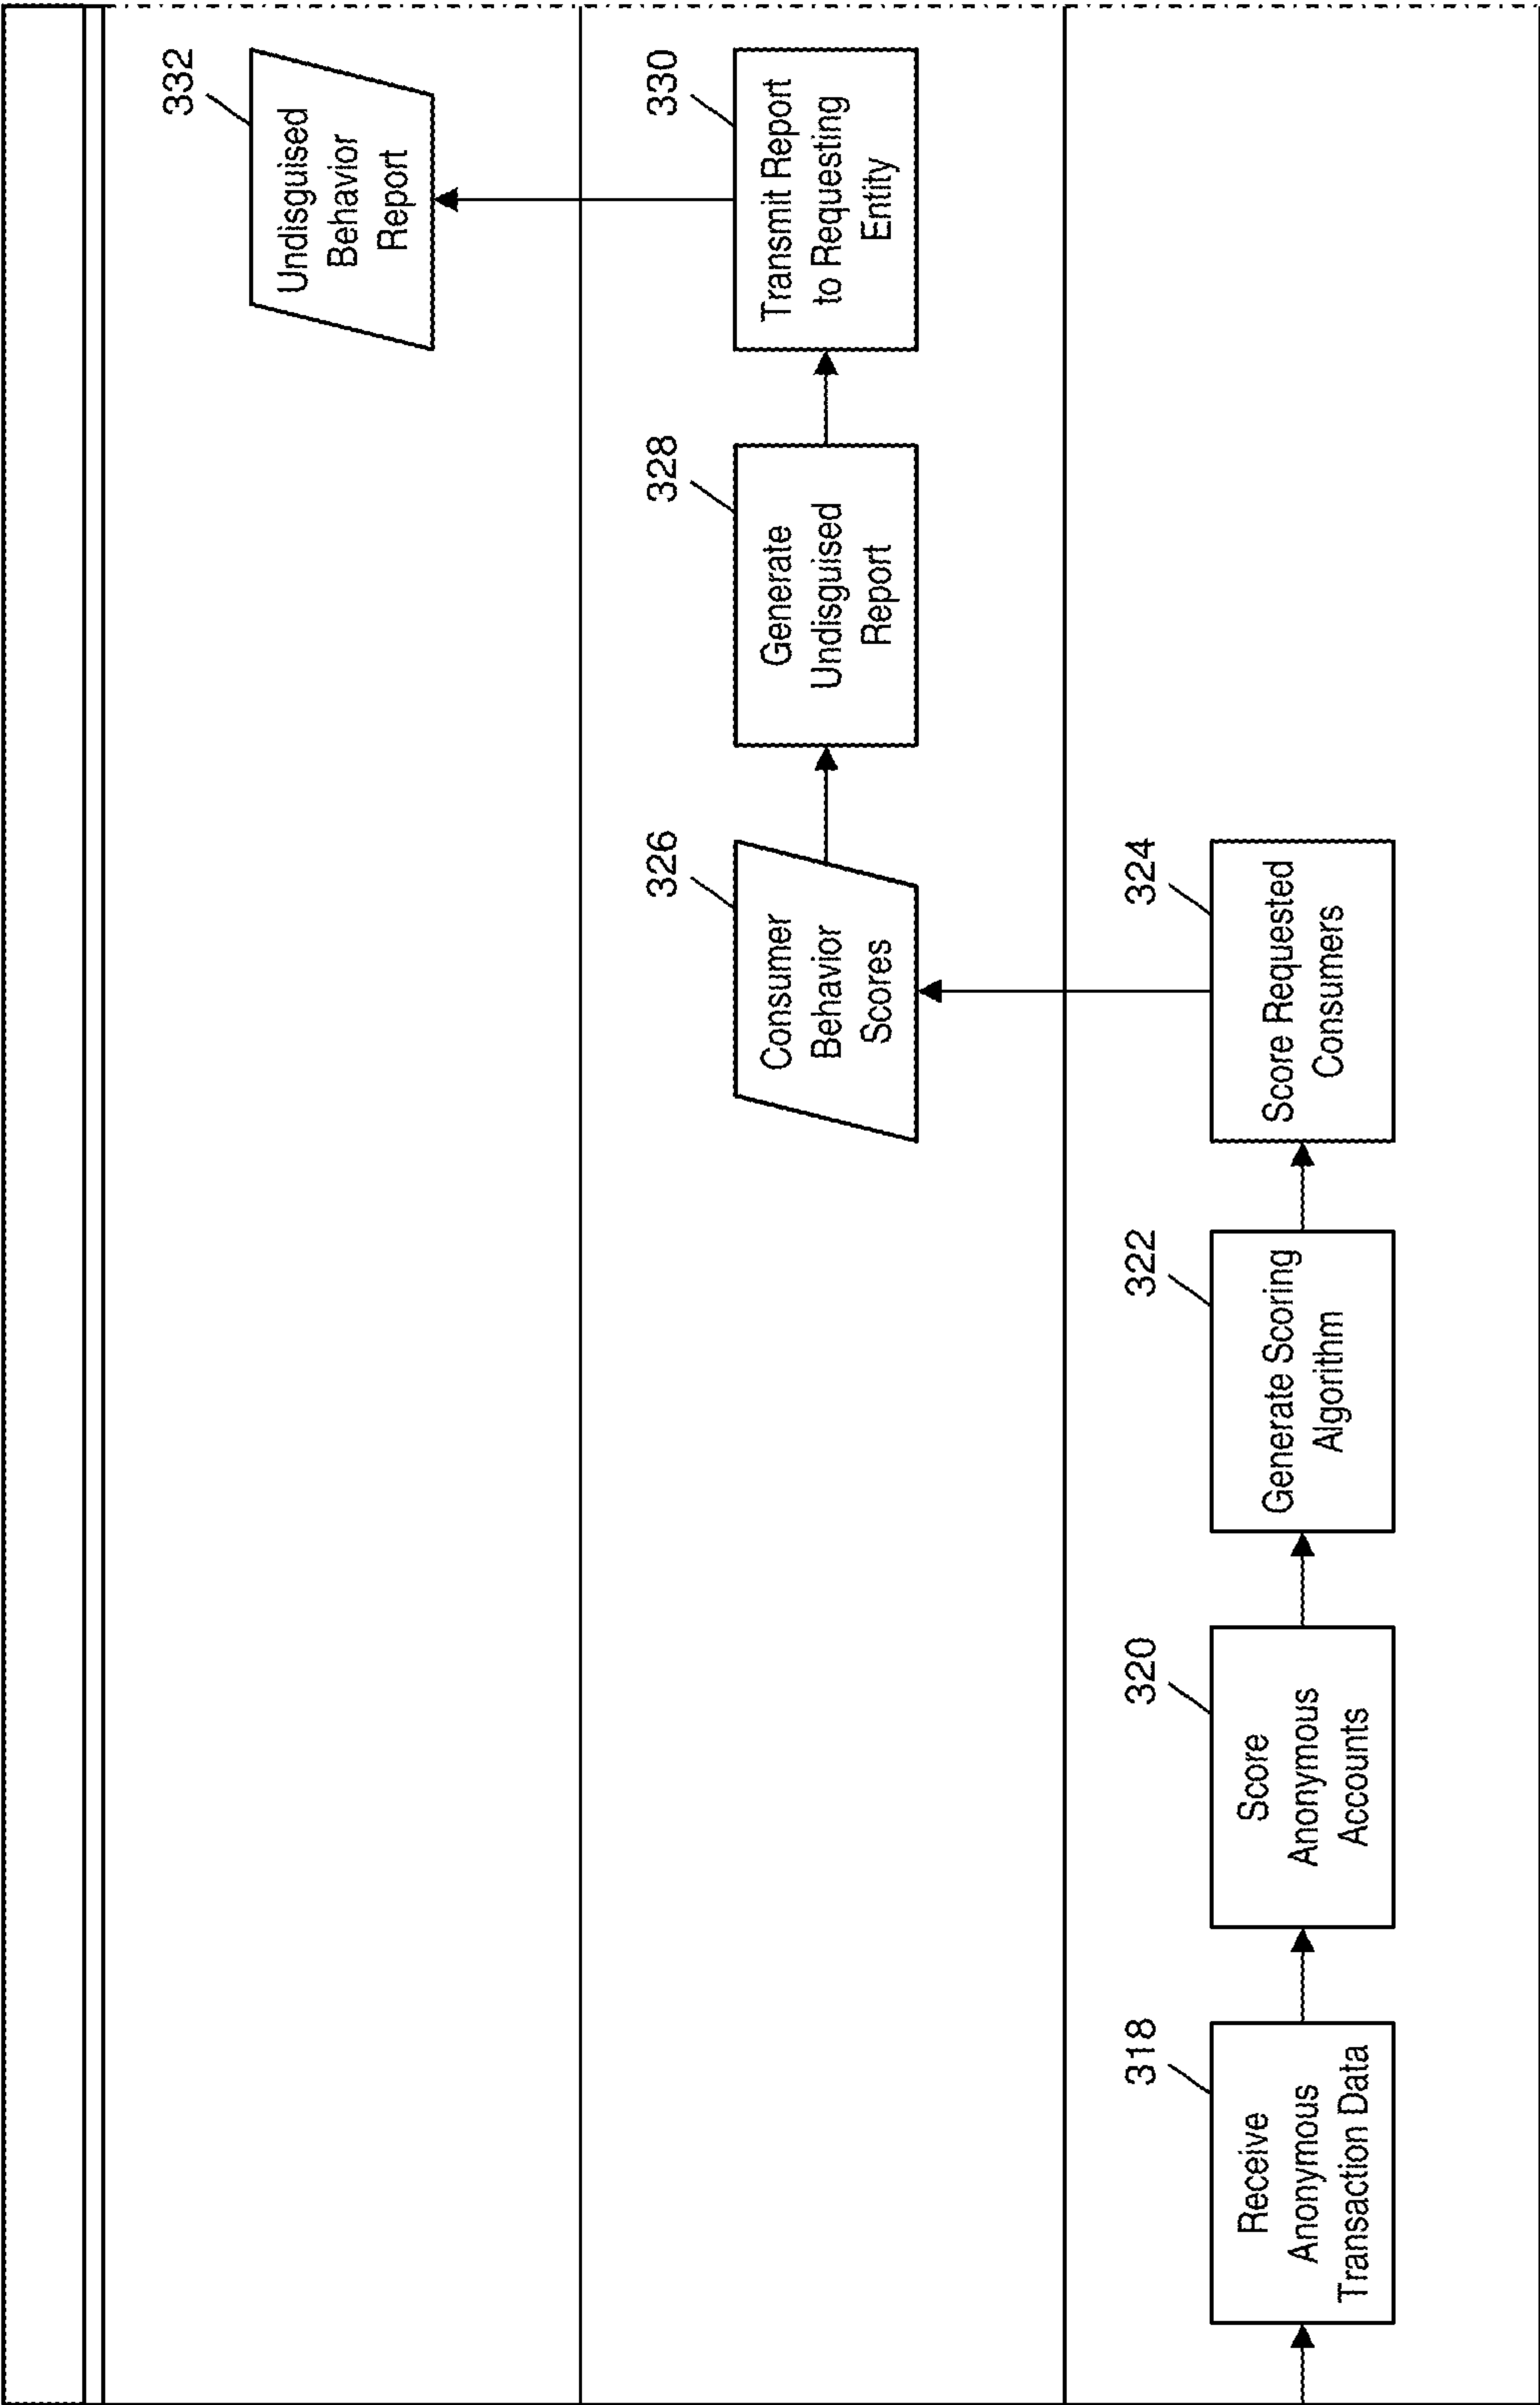 332
Undisguised
Behavior
Report
326
Consumer
Behavior
Scores
328
Generate
Undisguised
Report
330
Transmit Report
to Requesting
Entity
318
Receive
Anonymous
Transaction Data
320
Score
Anonymous
Accounts
322
Generate Scoring
Algorithm
324
Score Requested
Consumers